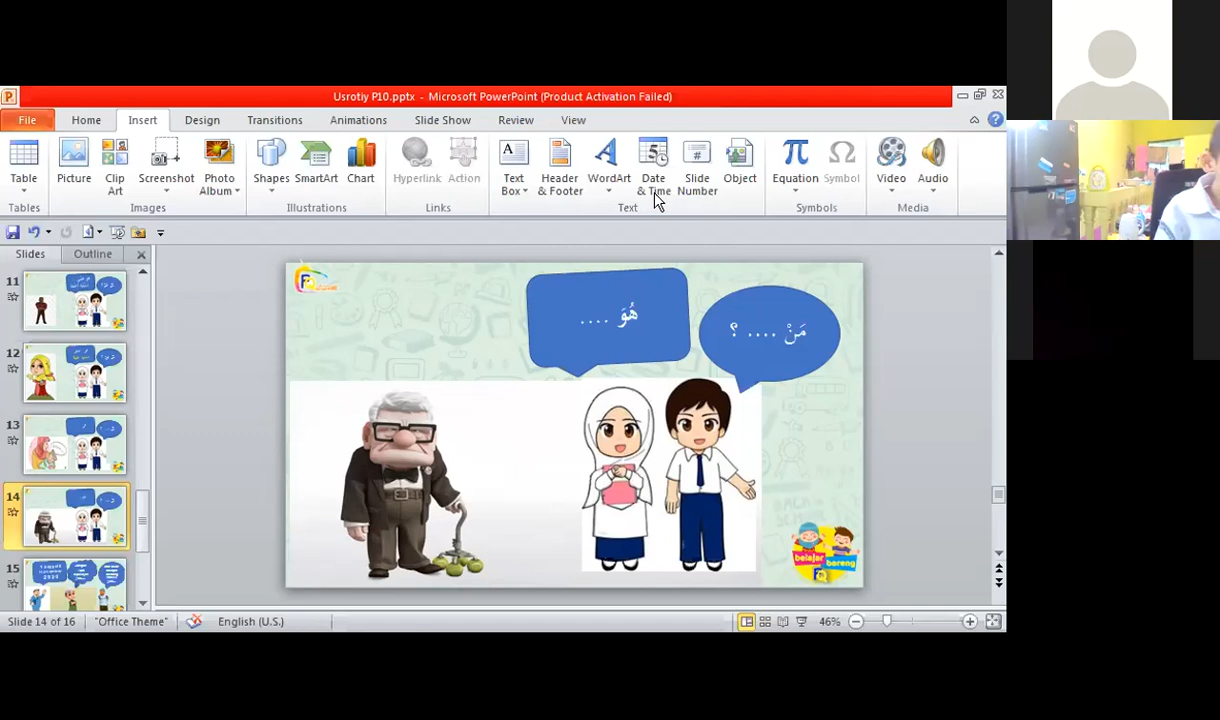 Usrotiy P10.pptx - Microsoft PowerPoint (Product Activation Failed)
File Home Insert Design Transitions Animations Slide Show Review View
Table Picture Clip Art Screenshot Photo Album Shapes SmartArt Chart Hyperlink Action Text Box Header & Footer WordArt Date & Time Slide Number Object Equation Symbol Video Audio
Tables Images Illustrations Links Text Symbols Media
Slides Outline
11
12
13
14
15
مَنْ .... ؟
هُوَ ....
belajar
bareng
FQ
Slide 14 of 16 "Office Theme" English (U.S.) 46%